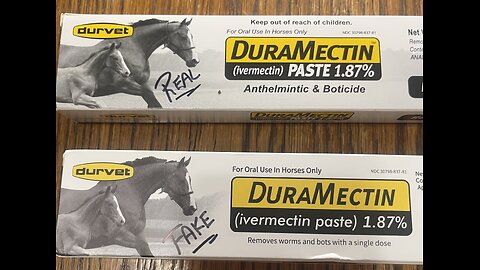 Keep out of reach of children.
durvet
For Oral Use In Horses Only
DURAMECTIN
(ivermectin) PASTE 1.87%
Anthelmintic & Boticide
REAL
durvet
For Oral Use In Horses Only
DURAMECTIN
(ivermectin paste) 1.87%
Removes worms and bots with a single dose
FAKE